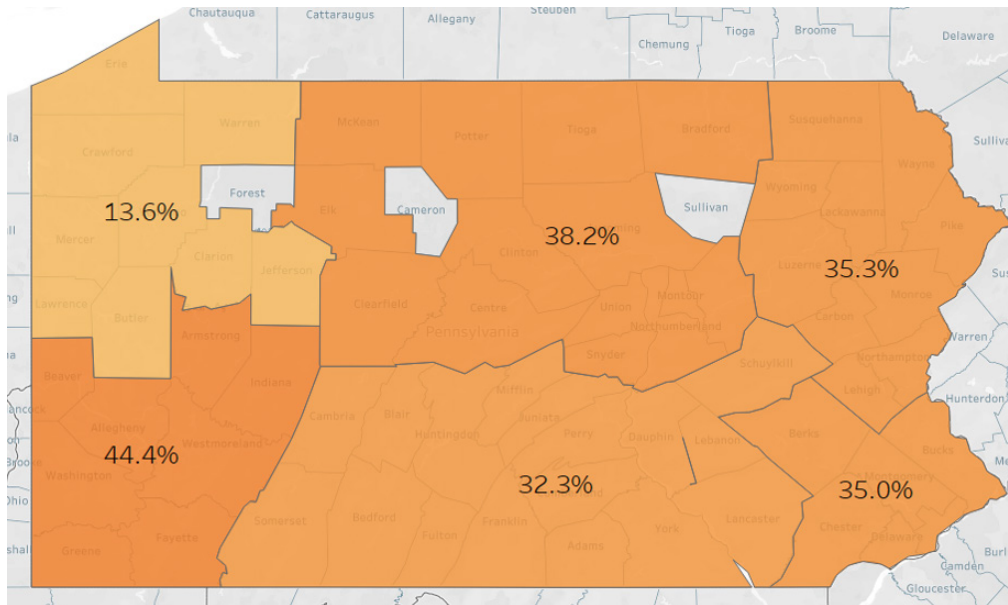 Chautauqua
Cattaraugus
Allegany
Steuben
Chemung
Tioga
Broome
Delaware
Erie
Warren
McKean
Potter
Tioga
Bradford
Susquehanna
Crawford
Wayne
Sullivan
Forest
Elk
Cameron
Sullivan
Wyoming
Lackawanna
Pike
13.6%
38.2%
35.3%
Mercer
Clarion
Jefferson
Clinton
Luzerne
Monroe
Lawrence
Butler
Clearfield
Centre
Union
Montour
Carbon
Pennsylvania
Northumberland
Warren
Armstrong
Snyder
Schuylkill
Northampton
Beaver
Indiana
Mifflin
Lehigh
Hunterdon
Allegheny
Cambria
Blair
Juniata
Huntingdon
Perry
Dauphin
Lebanon
Berks
Bucks
Westmoreland
44.4%
Washington
32.3%
Montgomery
35.0%
Ohio
Somerset
Bedford
Franklin
York
Lancaster
Chester
Delaware
Greene
Fayette
Fulton
Adams
Camden
Gloucester